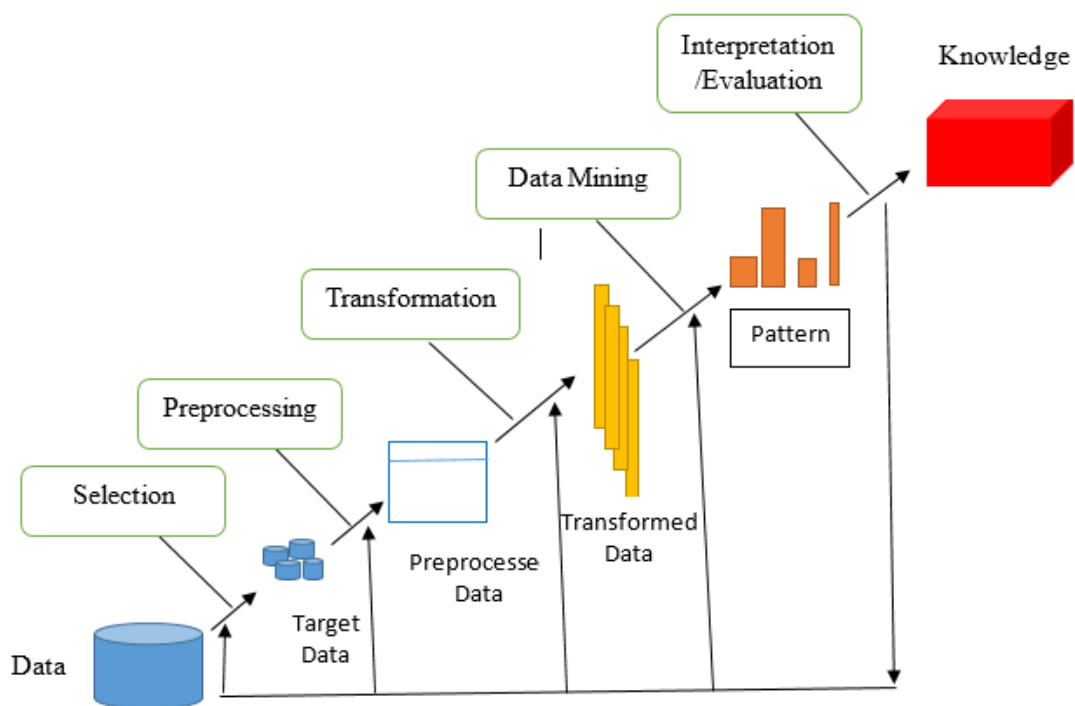 Interpretation
/Evaluation
Knowledge
Data Mining
Transformation
Pattern
Preprocessing
Selection
Transformed
Data
Preprocesse
Data
Target
Data
Data